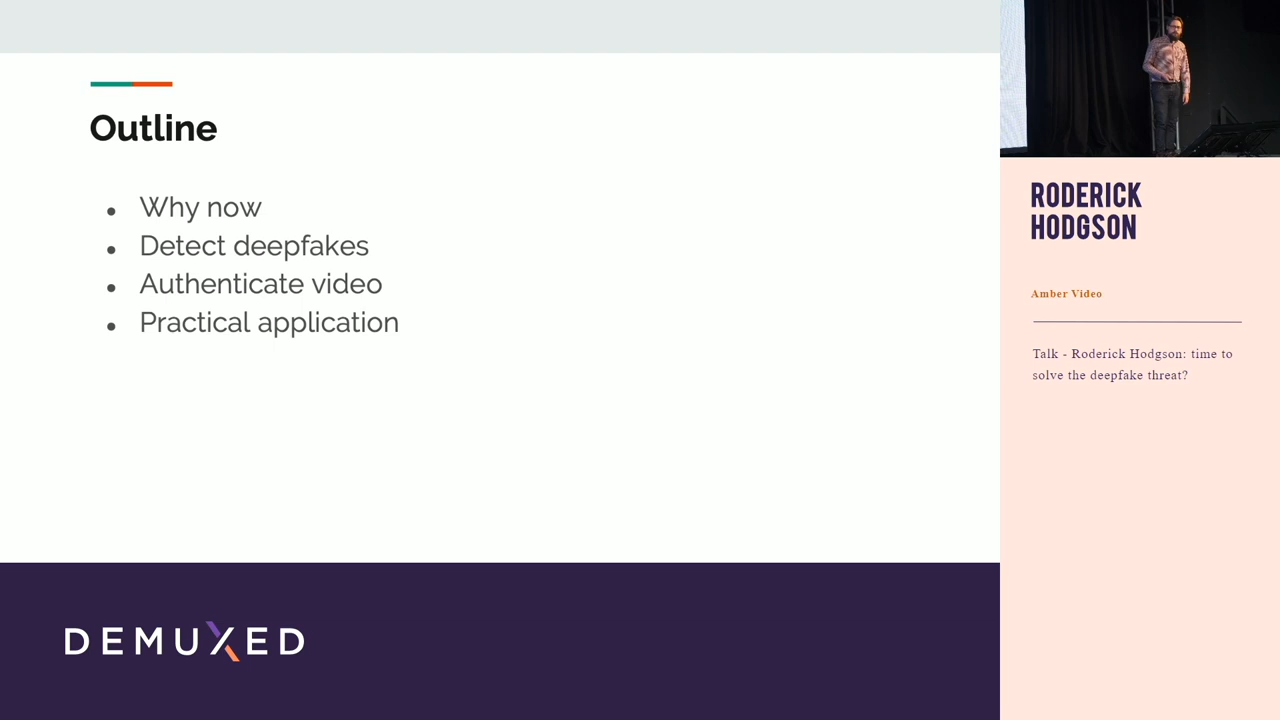 Outline
Why now
Detect deepfakes
Authenticate video
Practical application
DEMUXED
RODERICK
HODGSON
Amber Video
Talk - Roderick Hodgson: time to
solve the deepfake threat?